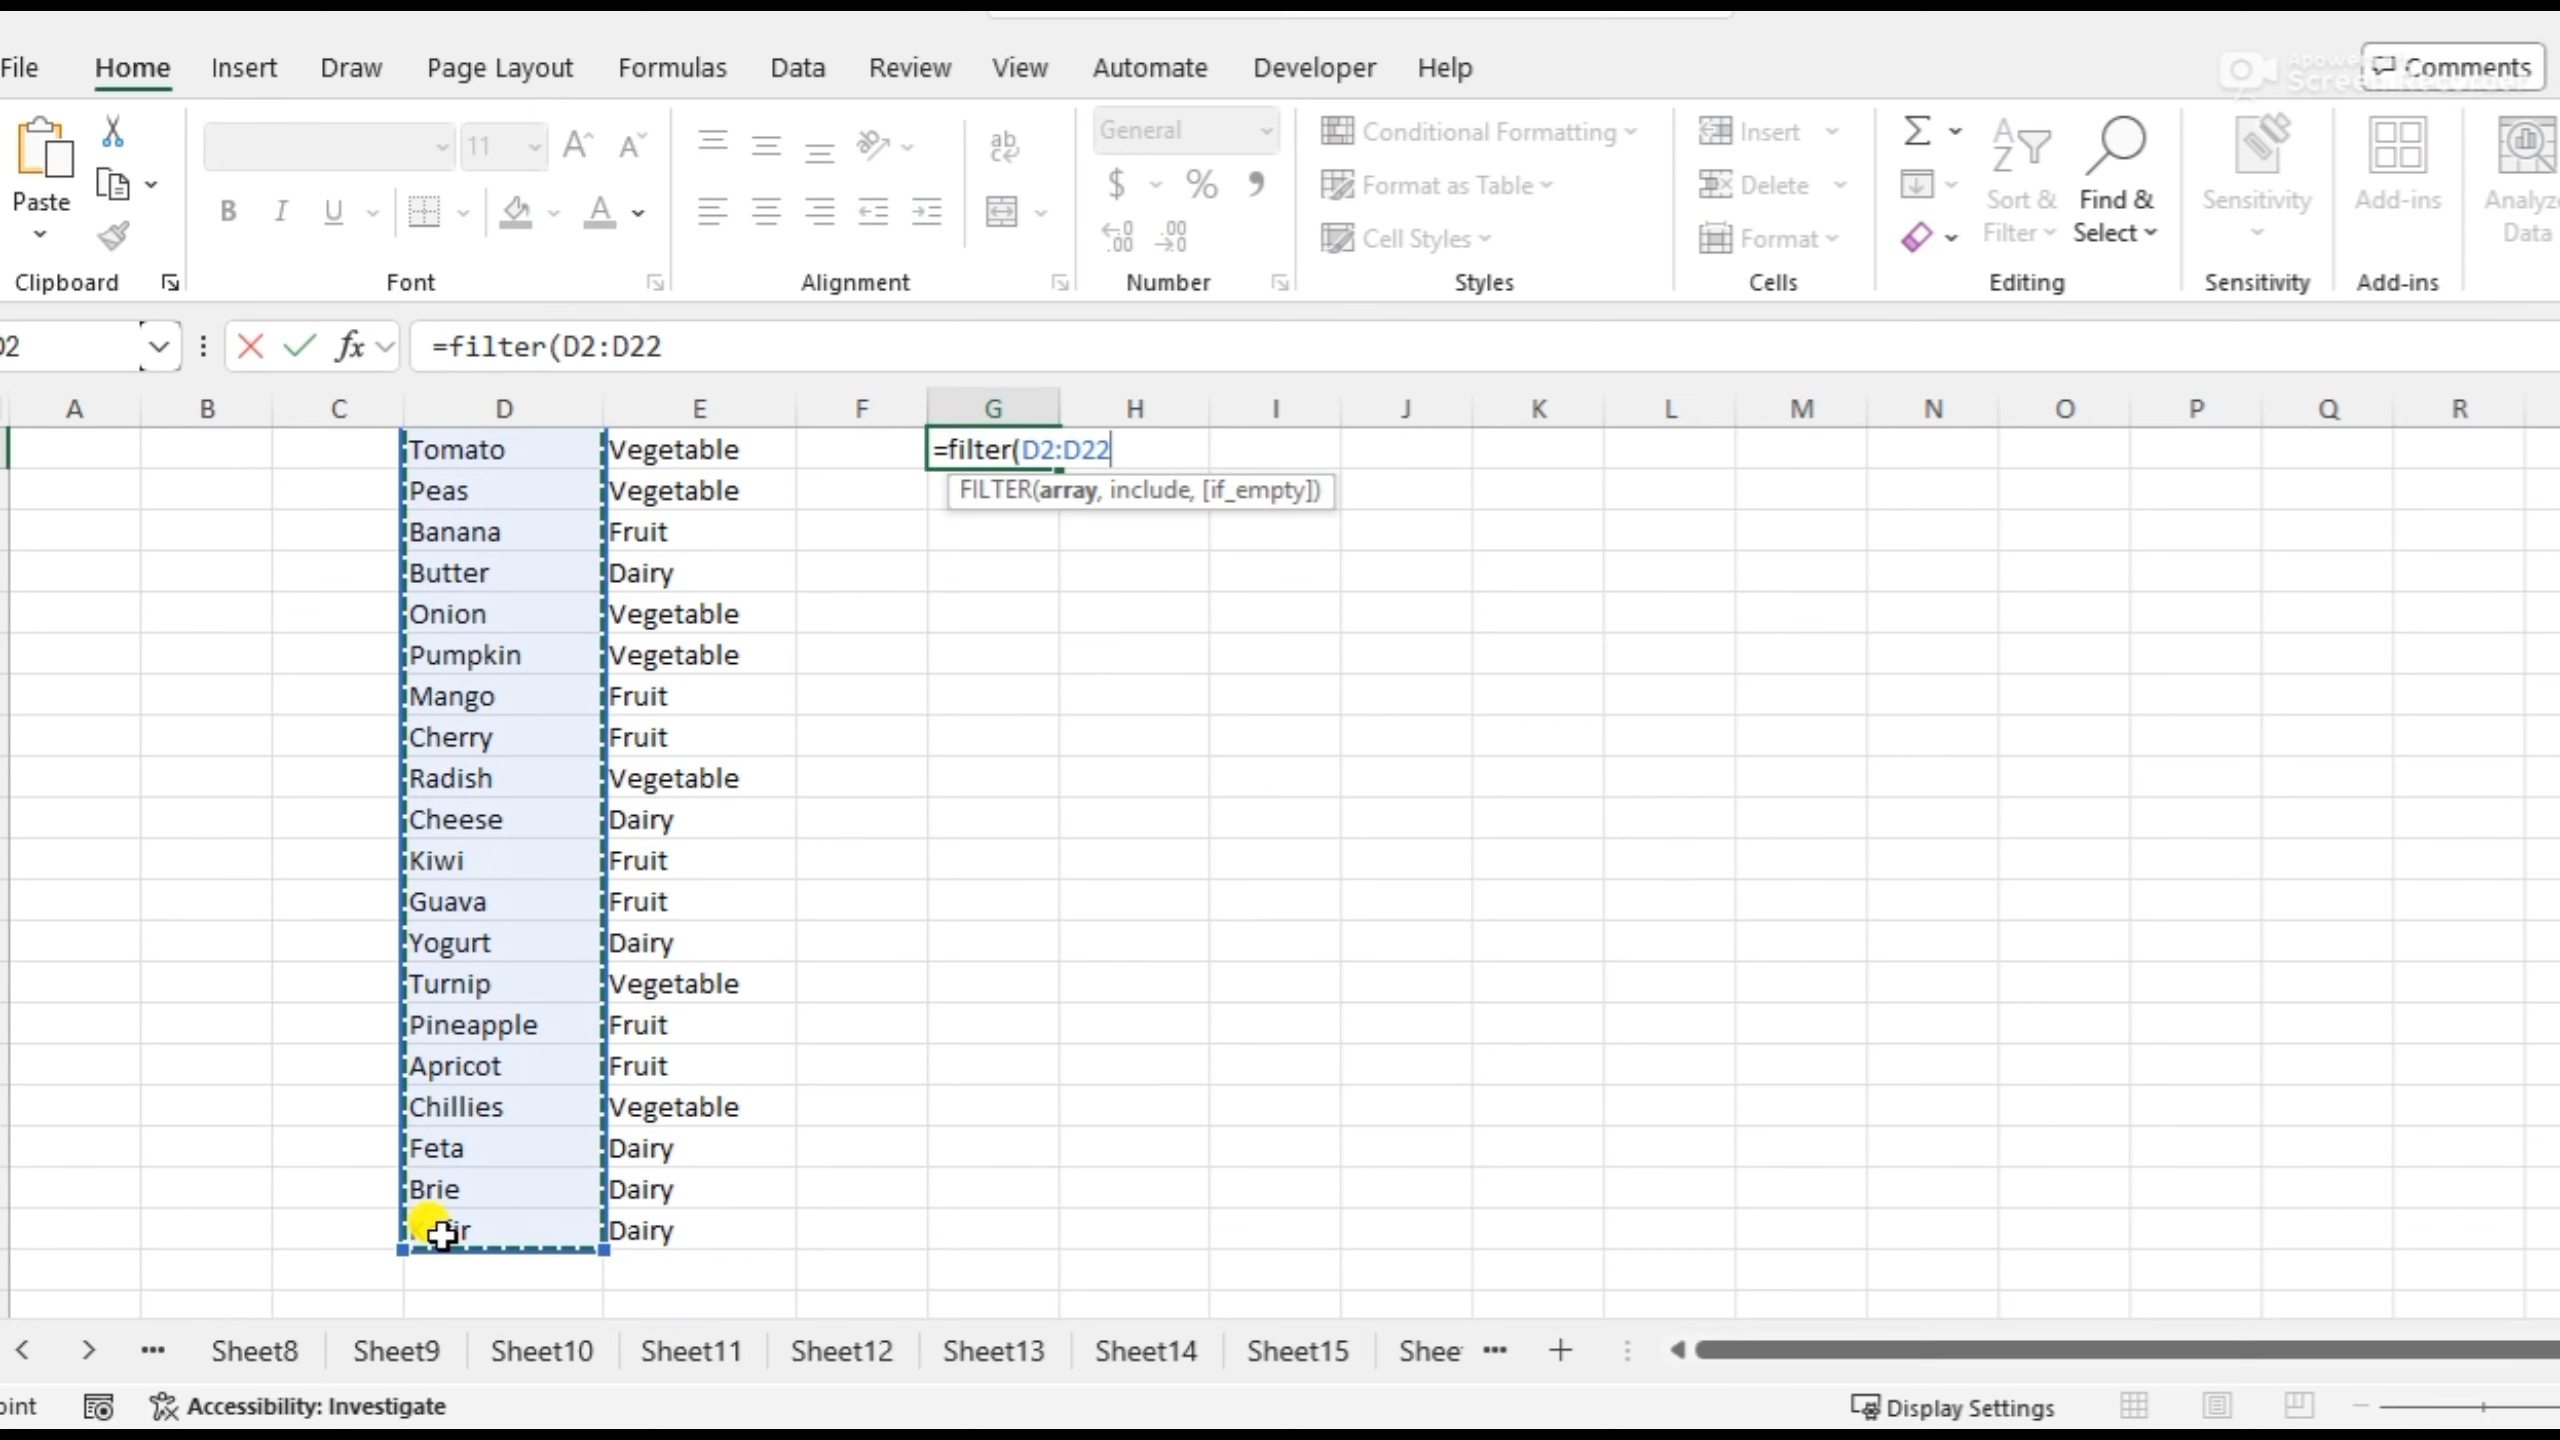 File Home Insert Draw Page Layout Formulas Data Review View Automate Developer Help Comments
General Conditional Formatting Insert
11 Format as Table Delete
Paste B I U $ % Cell Styles Format Sort & Filter Find & Select Sensitivity Add-ins Analyze Data
Clipboard Font Alignment Number Styles Cells Editing Sensitivity Add-ins
D2 fx =filter(D2:D22
A B C D E F G H I J K L M N O P Q R
Tomato Vegetable =filter(D2:D22
Peas Vegetable FILTER(array, include, [if_empty])
Banana Fruit
Butter Dairy
Onion Vegetable
Pumpkin Vegetable
Mango Fruit
Cherry Fruit
Radish Vegetable
Cheese Dairy
Kiwi Fruit
Guava Fruit
Yogurt Dairy
Turnip Vegetable
Pineapple Fruit
Apricot Fruit
Chillies Vegetable
Feta Dairy
Brie Dairy
Dairy
Sheet8 Sheet9 Sheet10 Sheet11 Sheet12 Sheet13 Sheet14 Sheet15 Shee
oint Accessibility: Investigate Display Settings